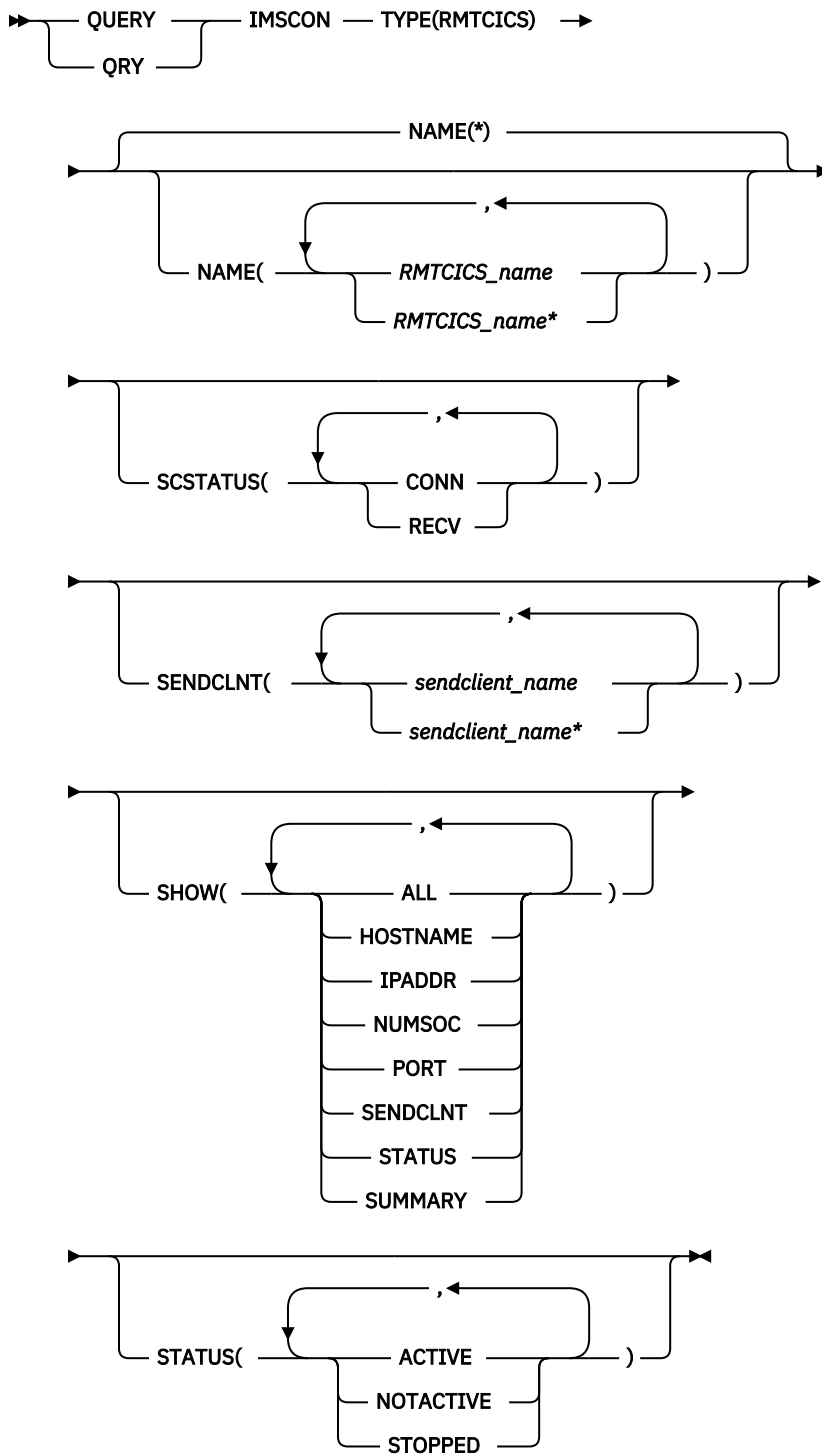 QUERY IMSCON TYPE(RMTCICS)
QRY
NAME(*)
,
NAME( RMTCICS_name )
RMTCICS_name*
,
SCSTATUS( CONN )
RECV
,
SENDCLNT( sendclient_name )
sendclient_name*
,
SHOW( ALL )
HOSTNAME
IPADDR
NUMSOC
PORT
SENDCLNT
STATUS
SUMMARY
,
STATUS( ACTIVE )
NOTACTIVE
STOPPED